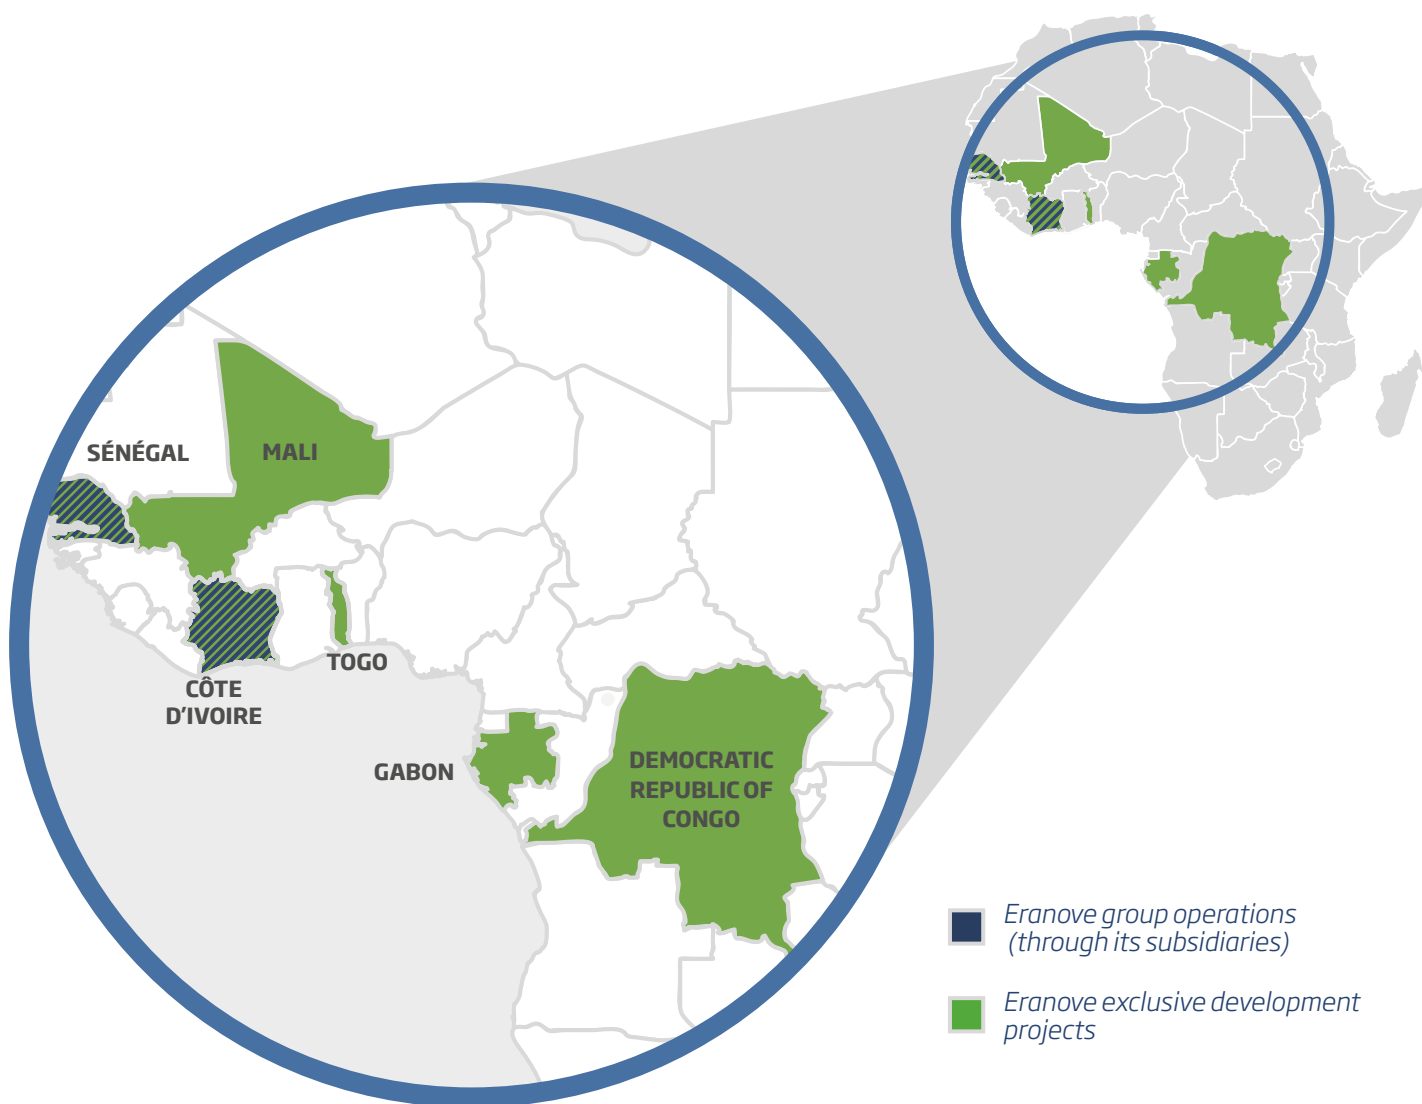 SÉNÉGAL
MALI
TOGO
CÔTE
D'IVOIRE
GABON
DEMOCRATIC
REPUBLIC OF
CONGO
Eranove group operations
(through its subsidiaries)
Eranove exclusive development
projects